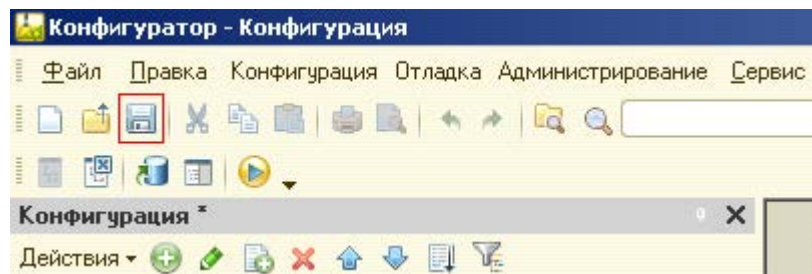 Конфигуратор - Конфигурация
Файл Правка Конфигурация Отладка Администрирование Сервис
Конфигурация *
Действия